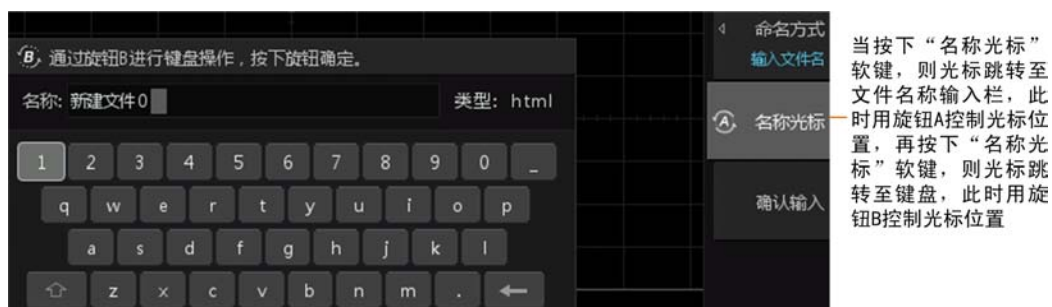 B 通过旋钮B进行键盘操作，按下旋钮确定。
名称: 新建文件0
类型: html
1 2 3 4 5 6 7 8 9 0 _
q w e r t y u i o p
a s d f g h j k l
z x c v b n m .
命名方式
输入文件名
A 名称光标
确认输入
当按下“名称光标”
软键，则光标跳转至
文件名称输入栏，此
时用旋钮A控制光标位
置，再按下“名称光
标”软键，则光标跳
转至键盘，此时用旋
钮B控制光标位置